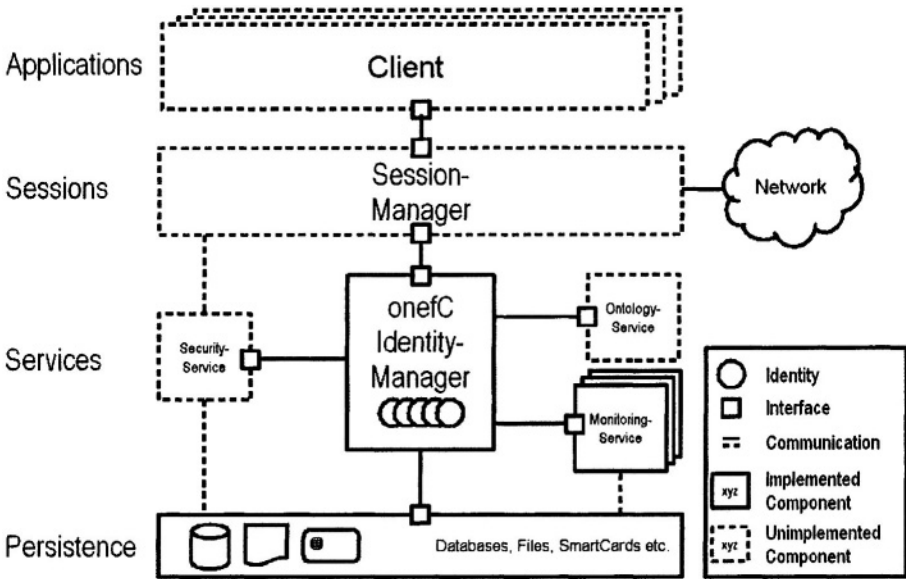 Applications
Client
Sessions
Session-
Manager
Network
Services
Security-
Service
onefC
Identity-
Manager
Ontology-
Service
Monitoring-
Service
Identity
Interface
Communication
xyz
Implemented
Component
xyz
Unimplemented
Component
Persistence
Databases, Files, SmartCards etc.